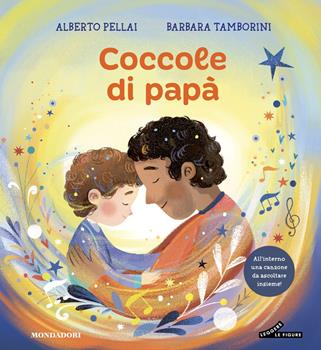 ALBERTO PELLAI BARBARA TAMBORINI
Coccole
di papà
All'interno
una canzone
da ascoltare
insieme!
MONDADORI
LEGGERE
LE FIGURE